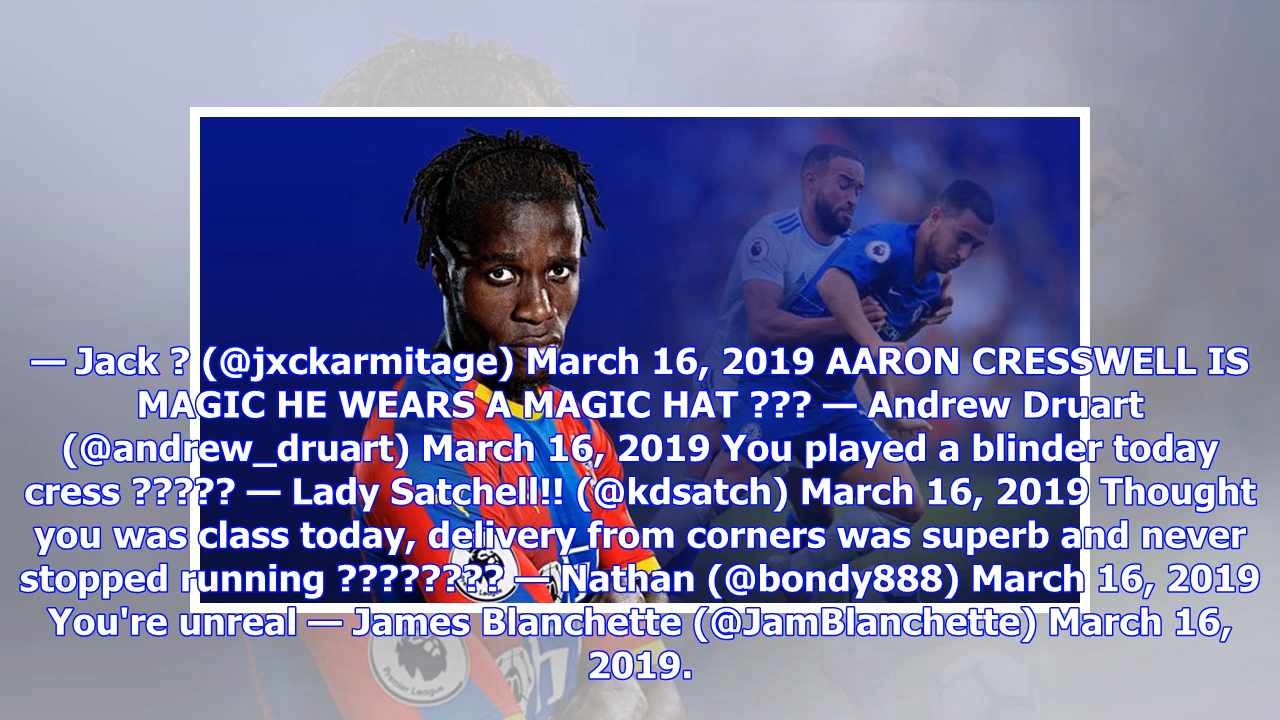 — Jack ? (@jxckarmitage) March 16, 2019 AARON CRESSWELL IS
MAGIC HE WEARS A MAGIC HAT ??? — Andrew Druart
(@andrew_druart) March 16, 2019 You played a blinder today
cress ????? — Lady Satchell!! (@kdsatch) March 16, 2019 Thought
you was class today, delivery from corners was superb and never
stopped running ???????? — Nathan (@bondy888) March 16, 2019
You're unreal — James Blanchette (@JamBlanchette) March 16,
2019.
Premier League